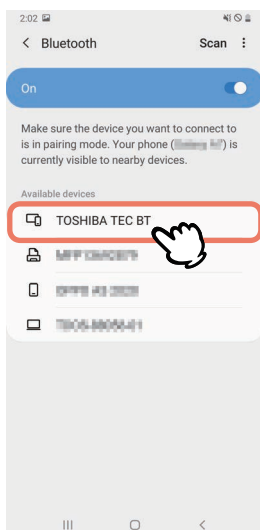 2:02
Bluetooth
Scan
On
Make sure the device you want to connect to
is in pairing mode. Your phone (
) is
currently visible to nearby devices.
Available devices
TOSHIBA TEC BT